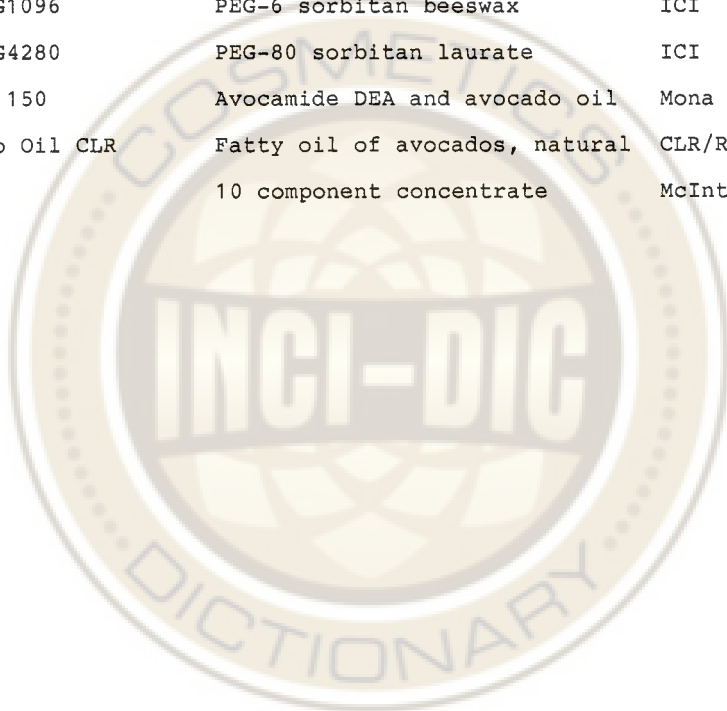 G1096 PEG-6 sorbitan beeswax ICI
G4280 PEG-80 sorbitan laurate ICI
150 Avocamide DEA and avocado oil Mona
o Oil CLR Fatty oil of avocados, natural CLR/R
10 component concentrate McInt
COSMETICS
INCI-DIC
DICTIONARY